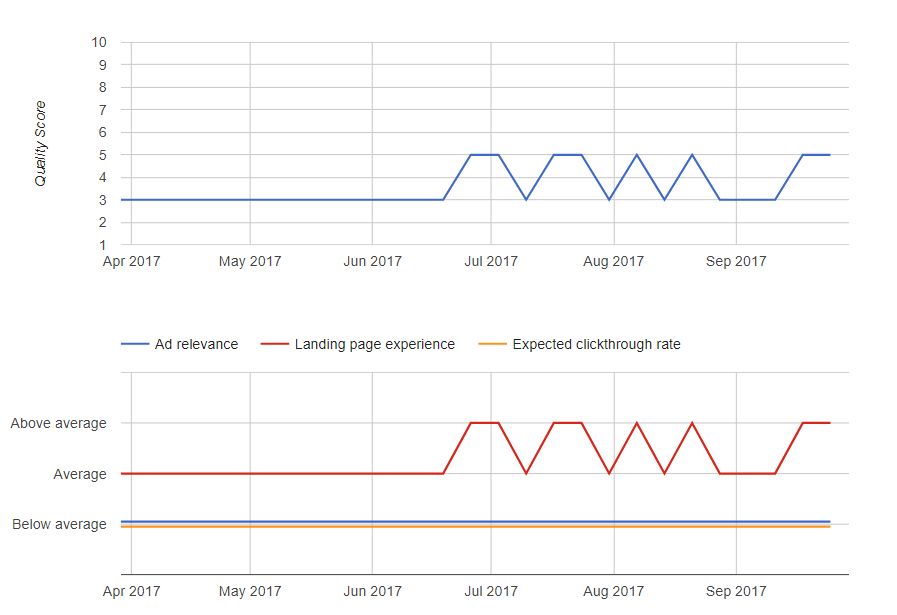 10
9
8
7
6
5
4
3
2
1
Quality Score
Apr 2017 May 2017 Jun 2017 Jul 2017 Aug 2017 Sep 2017
Ad relevance Landing page experience Expected clickthrough rate
Above average
Average
Below average
Apr 2017 May 2017 Jun 2017 Jul 2017 Aug 2017 Sep 2017